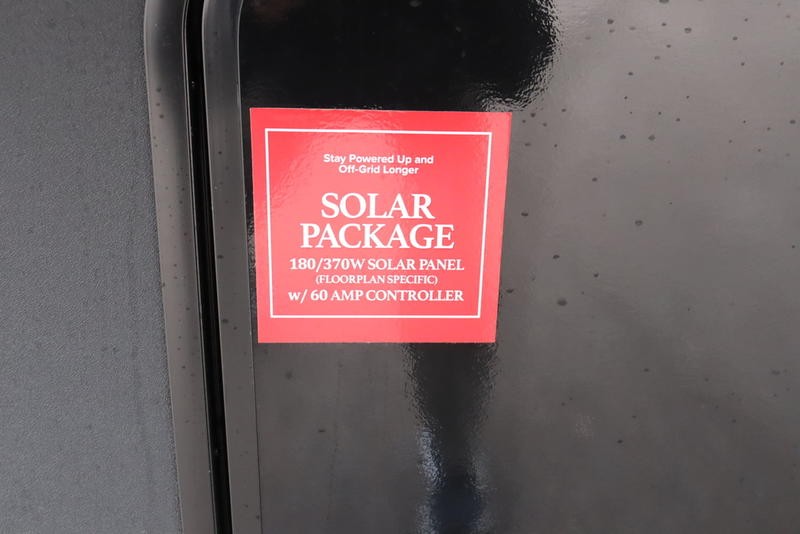 Stay Powered Up and
Off-Grid Longer
SOLAR
PACKAGE
180/370W SOLAR PANEL
(FLOORPLAN SPECIFIC)
w/ 60 AMP CONTROLLER